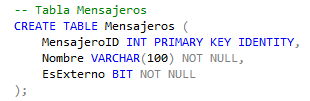 -- Tabla Mensajeros
CREATE TABLE Mensajeros (
    MensajeroID INT PRIMARY KEY IDENTITY,
    Nombre VARCHAR(100) NOT NULL,
    EsExterno BIT NOT NULL
);